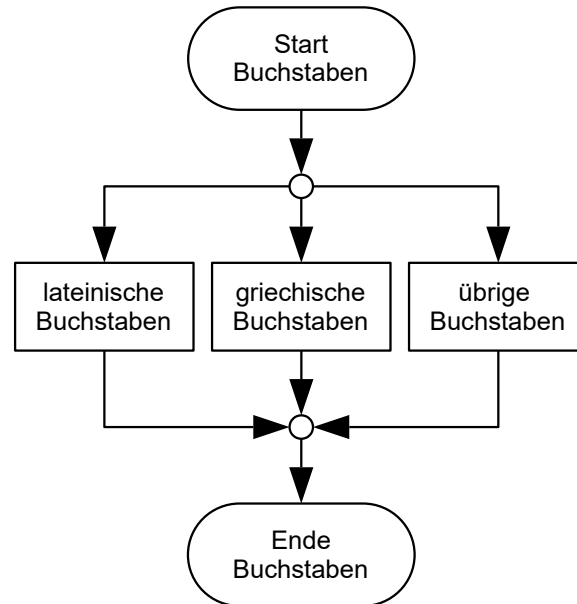 Start
Buchstaben
lateinische
Buchstaben
griechische
Buchstaben
übrige
Buchstaben
Ende
Buchstaben